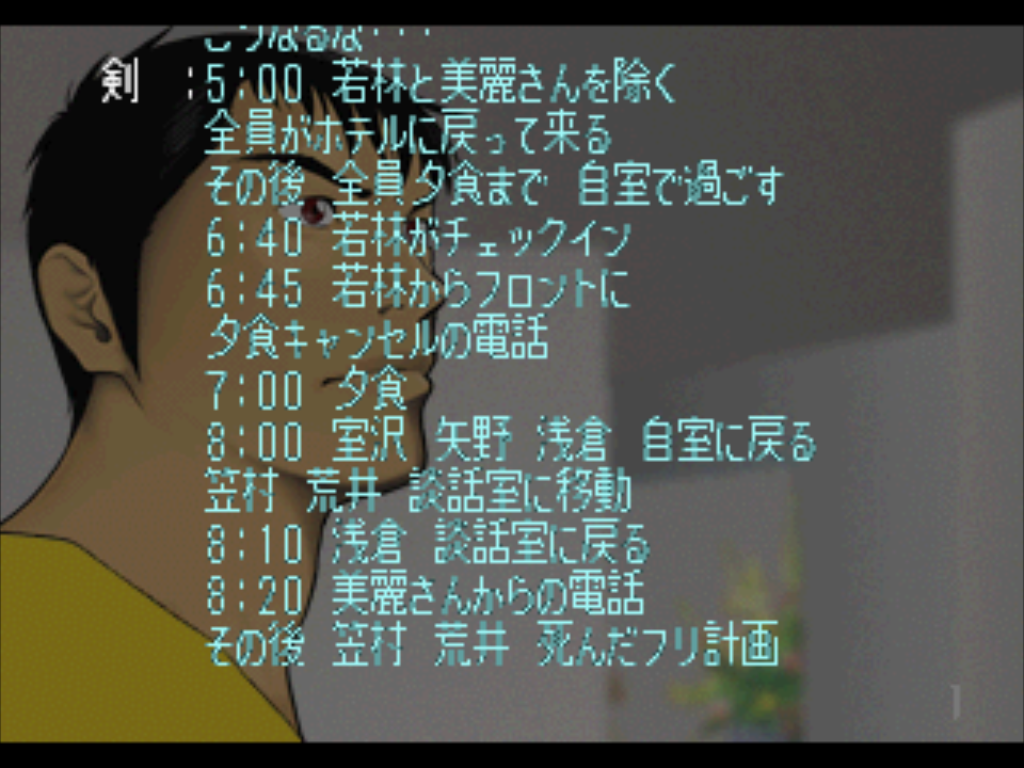 こうなるな・・・
剣 :5:00 若林と美麗さんを除く
全員がホテルに戻って来る
その後 全員夕食まで 自室で過ごす
6:40 若林がチェックイン
6:45 若林からフロントに
夕食キャンセルの電話
7:00 夕食
8:00 室沢 矢野 浅倉 自室に戻る
笠村 荒井 談話室に移動
8:10 浅倉 談話室に戻る
8:20 美麗さんからの電話
その後 笠村 荒井 死んだフリ計画